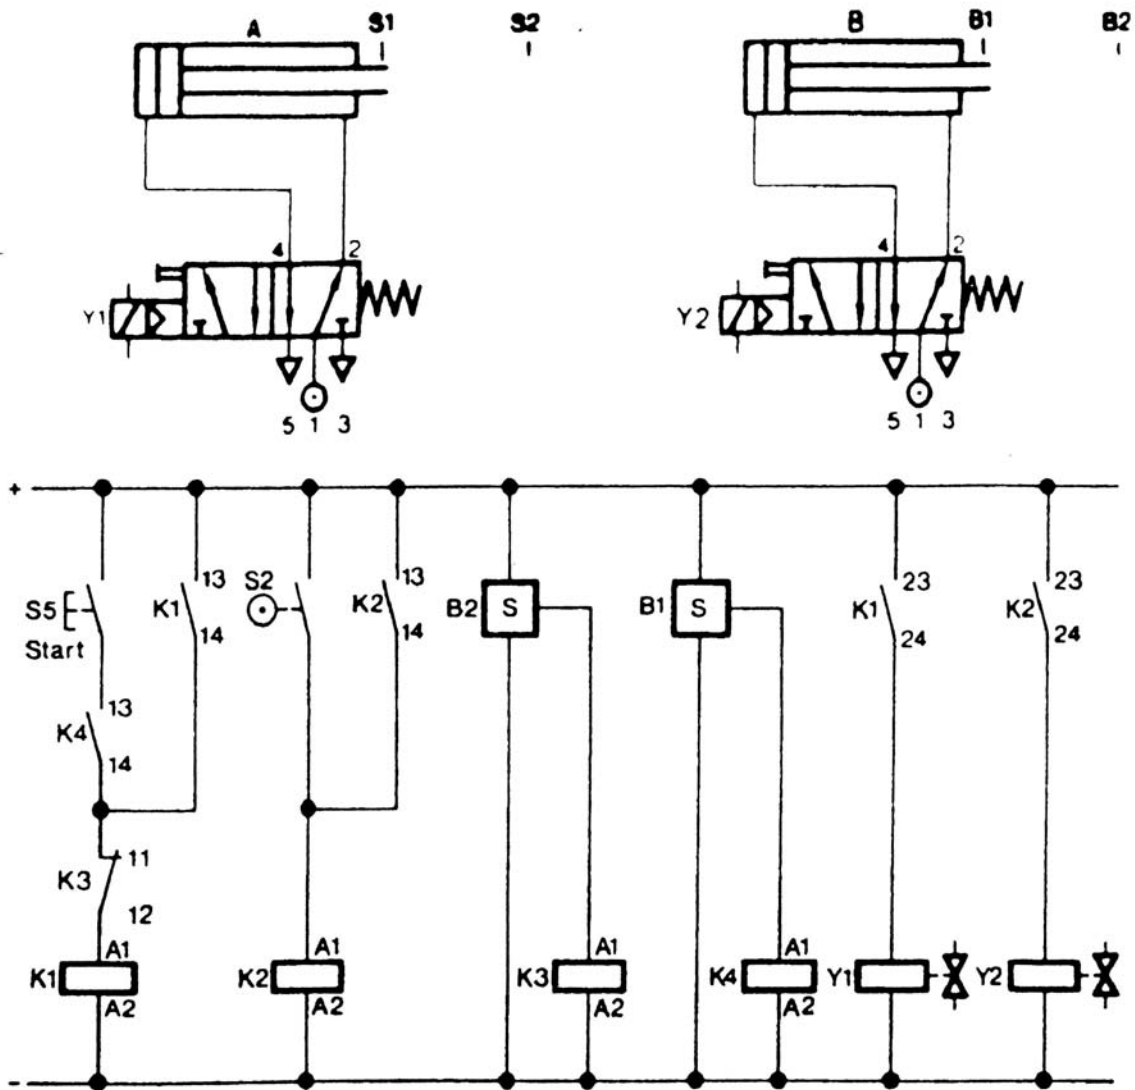 A S1 S2 B B1 B2
4 2 4 2
Y1 Y2
5 1 3 5 1 3
+
13 S2 13 23 23
S5 K1 K2 B2 S B1 S K1 K2
14 14 24 24
Start
13
K4
14
11
K3
12
A1 A1 A1 A1
K1 K2 K3 K4 Y1 Y2
A2 A2 A2 A2
-